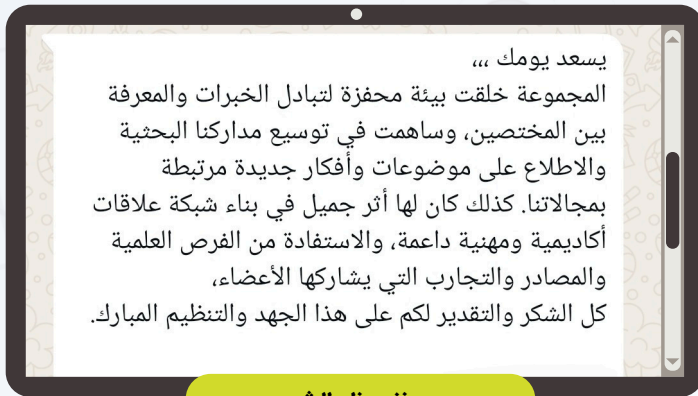 يسعد يومك ,,,
المجموعة خلقت بيئة محفزة لتبادل الخبرات والمعرفة
بين المختصين، وساهمت في توسيع مداركنا البحثية
والاطلاع على موضوعات وأفكار جديدة مرتبطة
بمجالاتنا. كذلك كان لها أثر جميل في بناء شبكة علاقات
أكاديمية ومهنية داعمة، والاستفادة من الفرص العلمية
والمصادر والتجارب التي يشاركها الأعضاء،
كل الشكر والتقدير لكم على هذا الجهد والتنظيم المبارك.